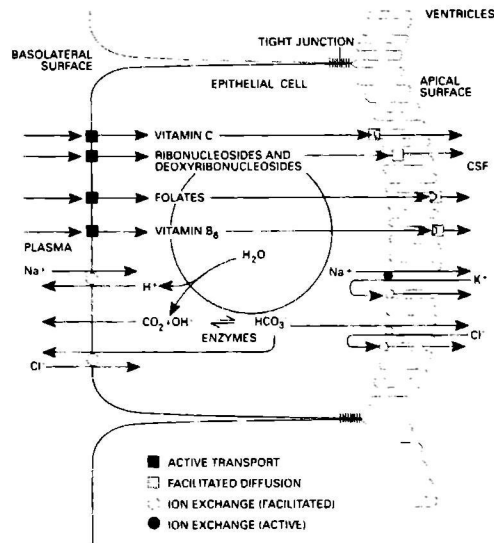 VENTRICLES
TIGHT JUNCTION
BASOLATERAL
SURFACE
EPITHELIAL CELL
APICAL
SURFACE
VITAMIN C
RIBONUCLEOSIDES AND
DEOXYRIBONUCLEOSIDES
CSF
FOLATES
PLASMA
VITAMIN B6
Na+
H2O
Na+
H+
K+
CO2+OH-
HCO3-
ENZYMES
Cl-
Cl-
ACTIVE TRANSPORT
FACILITATED DIFFUSION
ION EXCHANGE (FACILITATED)
ION EXCHANGE (ACTIVE)